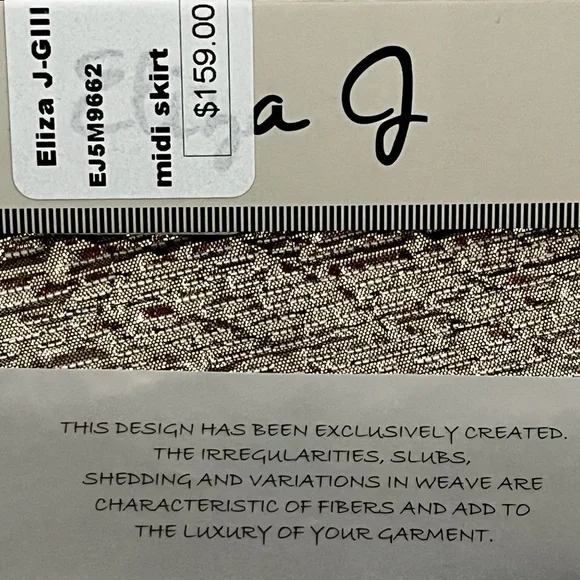 Eliza J-GIII
EJ5M9662
midi skirt
$159.00
a J
THIS DESIGN HAS BEEN EXCLUSIVELY CREATED.
THE IRREGULARITIES, SLUBS,
SHEDDING AND VARIATIONS IN WEAVE ARE
CHARACTERISTIC OF FIBERS AND ADD TO
THE LUXURY OF YOUR GARMENT.